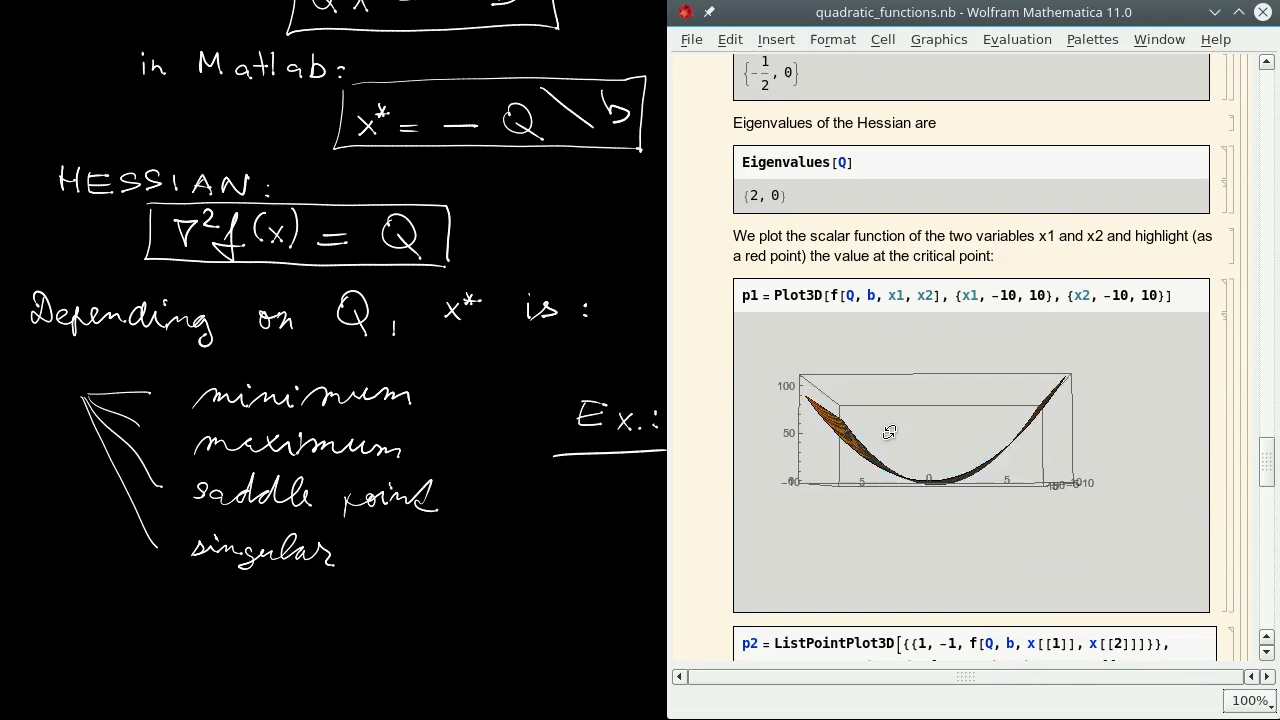 Q x
in Matlab:
x* = - Q \ b
HESSIAN:
∇²f(x) = Q
Depending on Q, x* is:
minimum
maximum
saddle point
singular
Ex.:
quadratic_functions.nb - Wolfram Mathematica 11.0
File Edit Insert Format Cell Graphics Evaluation Palettes Window Help
{-1/2, 0}
Eigenvalues of the Hessian are
Eigenvalues[Q]
{2, 0}
We plot the scalar function of the two variables x1 and x2 and highlight (as
a red point) the value at the critical point:
p1 = Plot3D[f[Q, b, x1, x2], {x1, -10, 10}, {x2, -10, 10}]
100
50
0
5
p2 = ListPointPlot3D[{{1, -1, f[Q, b, x[[1]], x[[2]]]}},
100%